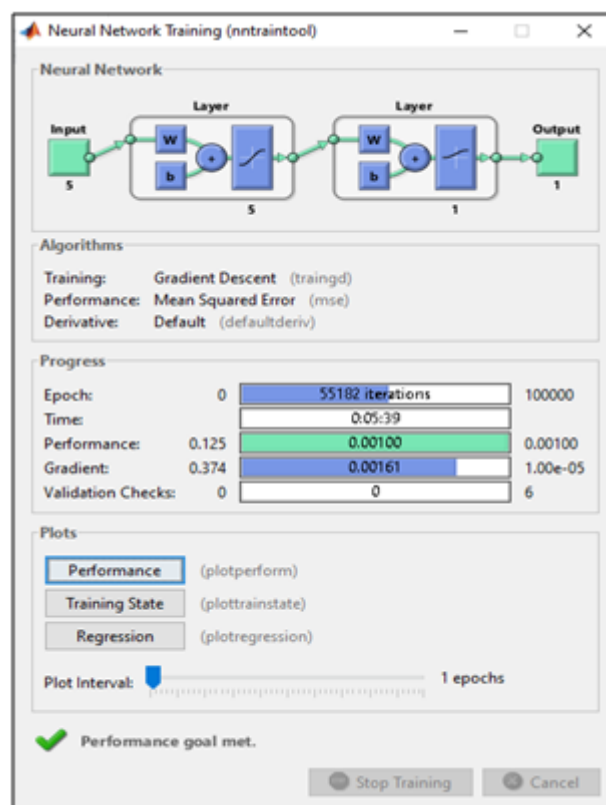 Neural Network Training (nntraintool)
Neural Network
Layer Layer
Input W b + W b + Output
5 5 1 1
Algorithms
Training: Gradient Descent (traingd)
Performance: Mean Squared Error (mse)
Derivative: Default (defaultderiv)
Progress
Epoch: 0 55182 iterations 100000
Time: 0:05:39
Performance: 0.125 0.00100 0.00100
Gradient: 0.374 0.00161 1.00e-05
Validation Checks: 0 0 6
Plots
Performance (plotperform)
Training State (plottrainstate)
Regression (plotregression)
Plot Interval: 1 epochs
Performance goal met.
Stop Training Cancel